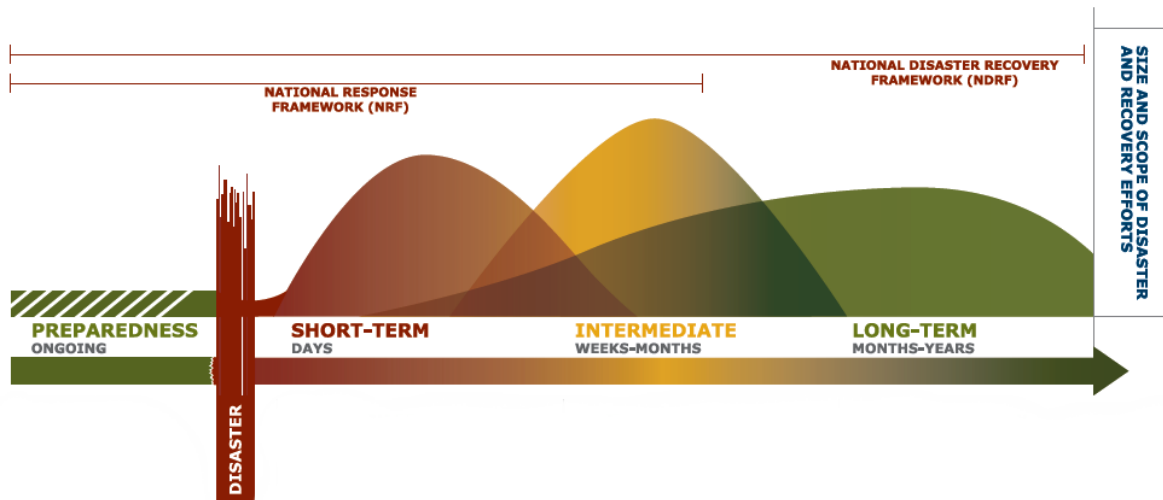 NATIONAL DISASTER RECOVERY
FRAMEWORK (NDRF)
NATIONAL RESPONSE
FRAMEWORK (NRF)
SIZE AND SCOPE OF DISASTER
AND RECOVERY EFFORTS
PREPAREDNESS
ONGOING
SHORT-TERM
DAYS
INTERMEDIATE
WEEKS-MONTHS
LONG-TERM
MONTHS-YEARS
DISASTER